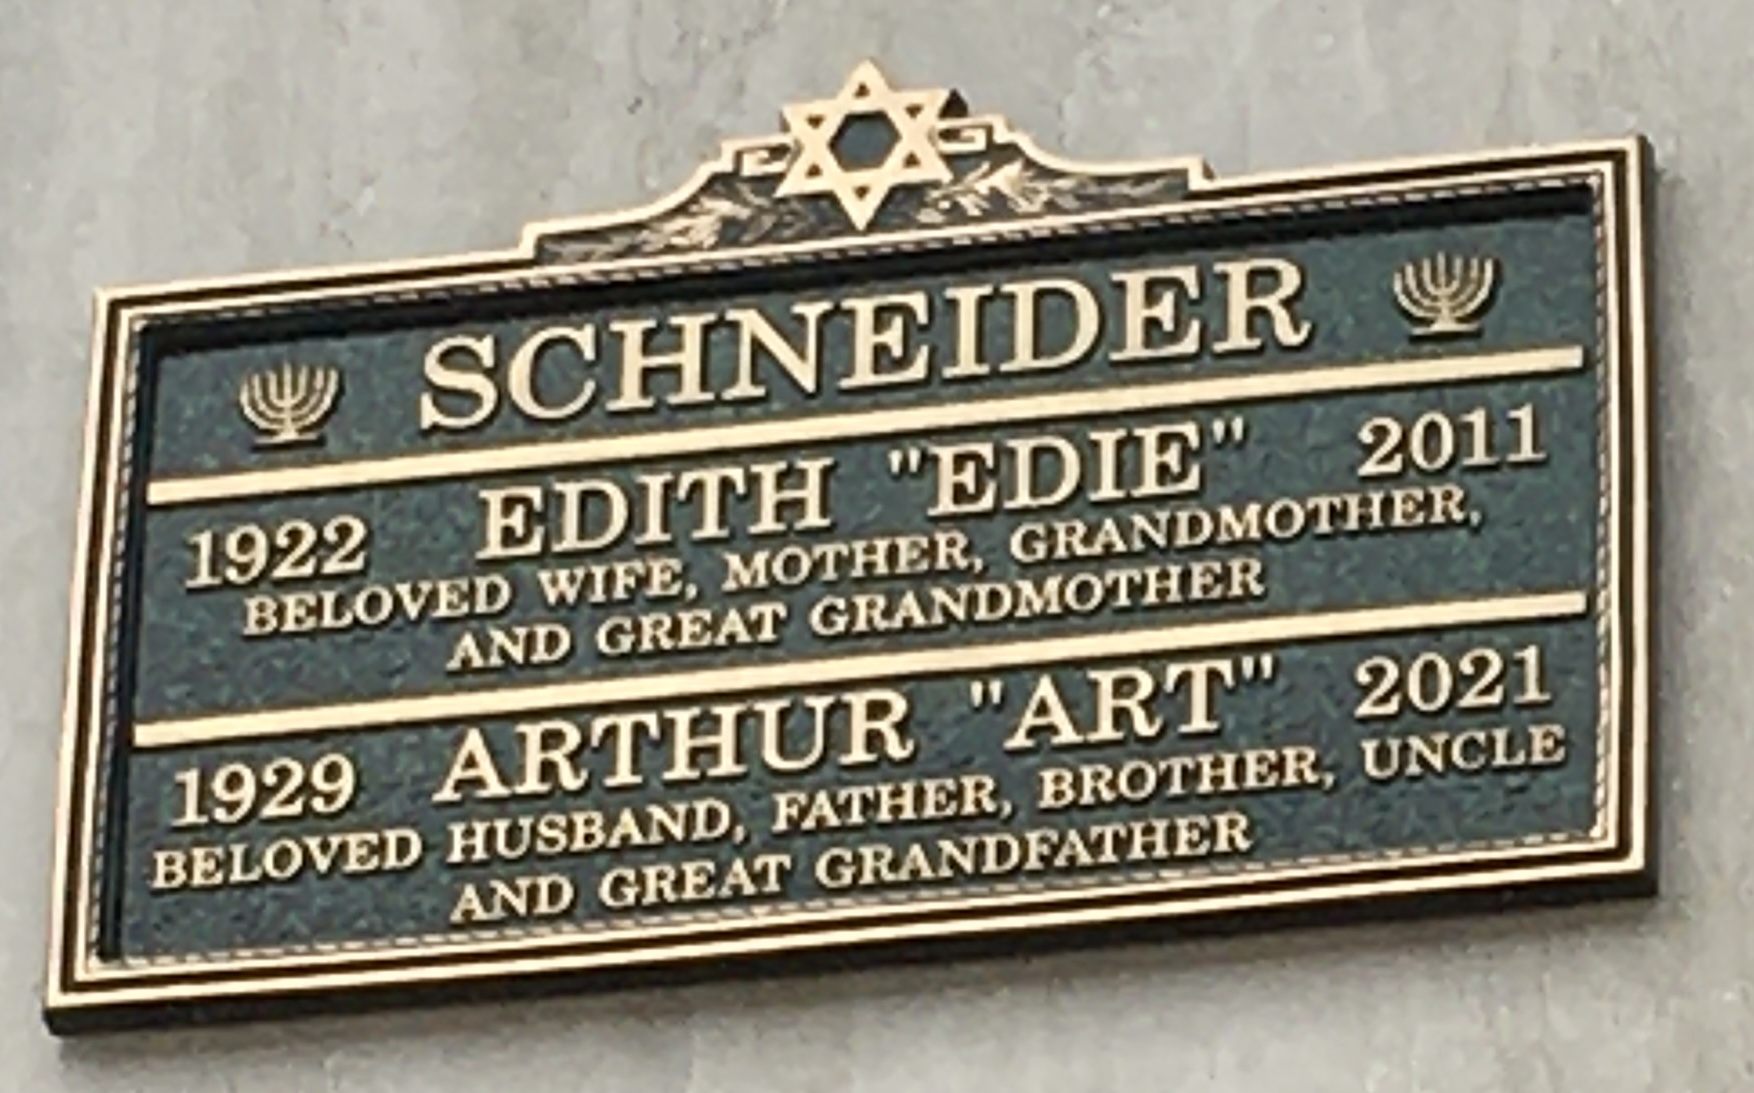 SCHNEIDER
1922 EDITH "EDIE" 2011
BELOVED WIFE, MOTHER, GRANDMOTHER,
AND GREAT GRANDMOTHER
1929 ARTHUR "ART" 2021
BELOVED HUSBAND, FATHER, BROTHER, UNCLE
AND GREAT GRANDFATHER